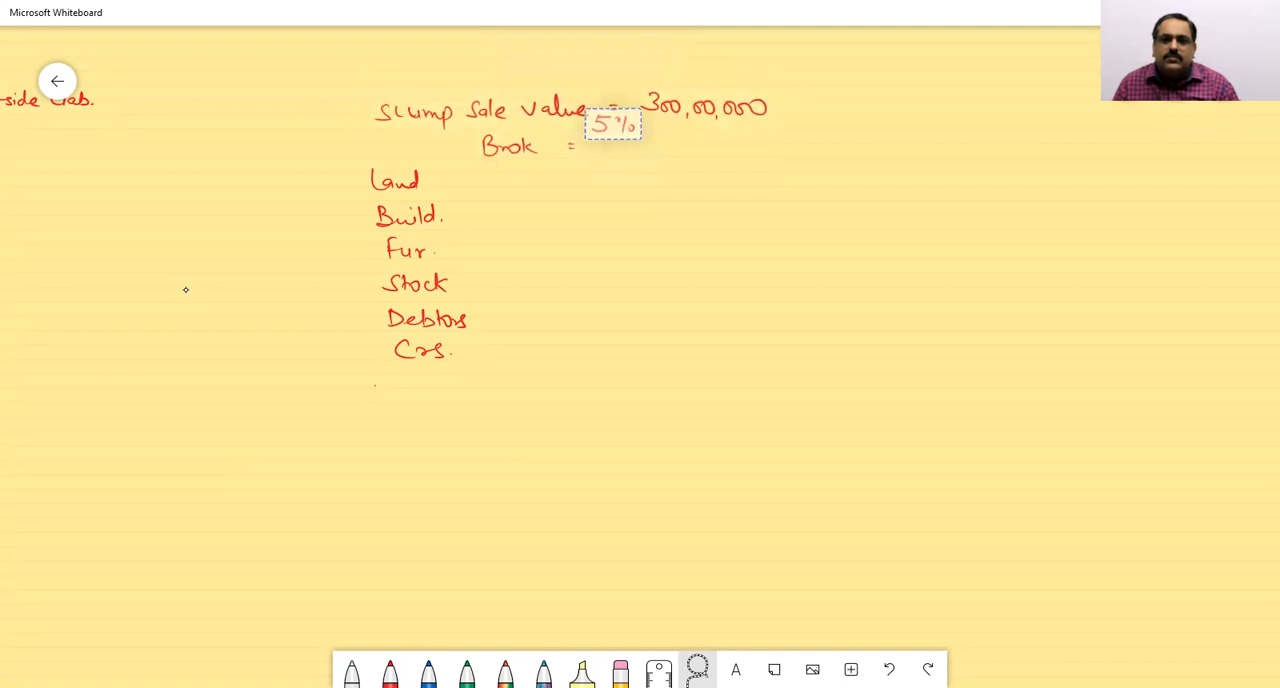 Microsoft Whiteboard
-side Liab.
Slump Sale Value = 300,00,000
5%
Brok =
Land
Build.
Fur.
Stock
Debtors
Crs.
A